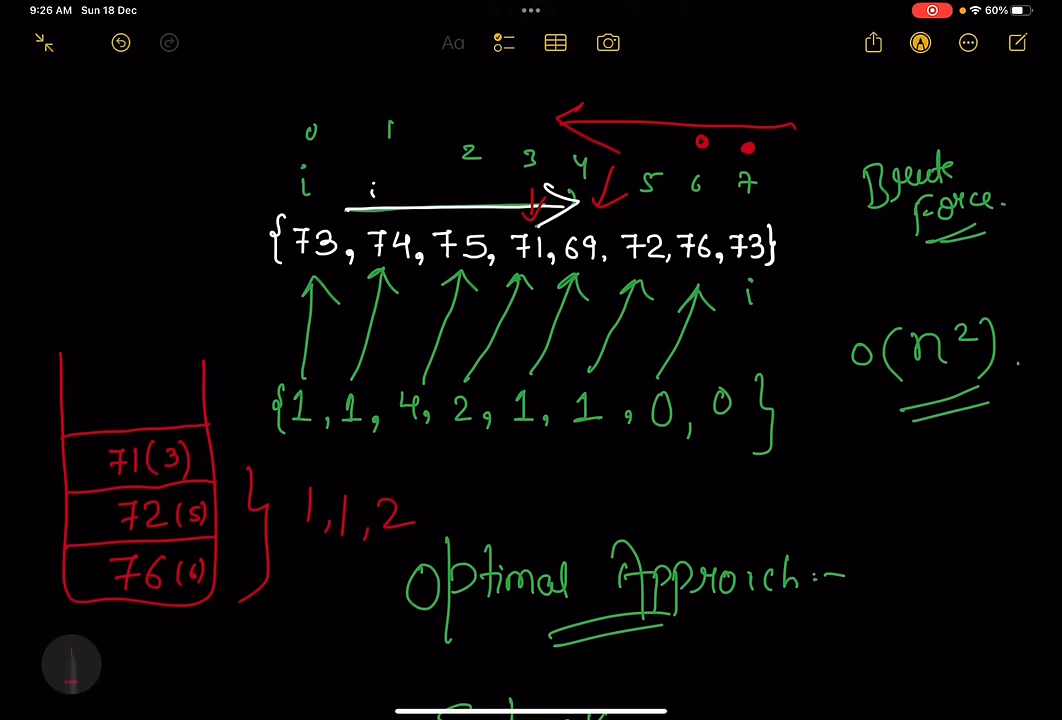 9:26 AM Sun 18 Dec
60%
Aa
0 1 2 3 4 5 6 7
i i
Brute
Force.
{73, 74, 75, 71, 69, 72, 76, 73}
i
O(n²).
{1, 1, 4, 2, 1, 1, 0, 0}
71(3)
72(5)
76(6)
1, 1, 2
Optimal Approich :-